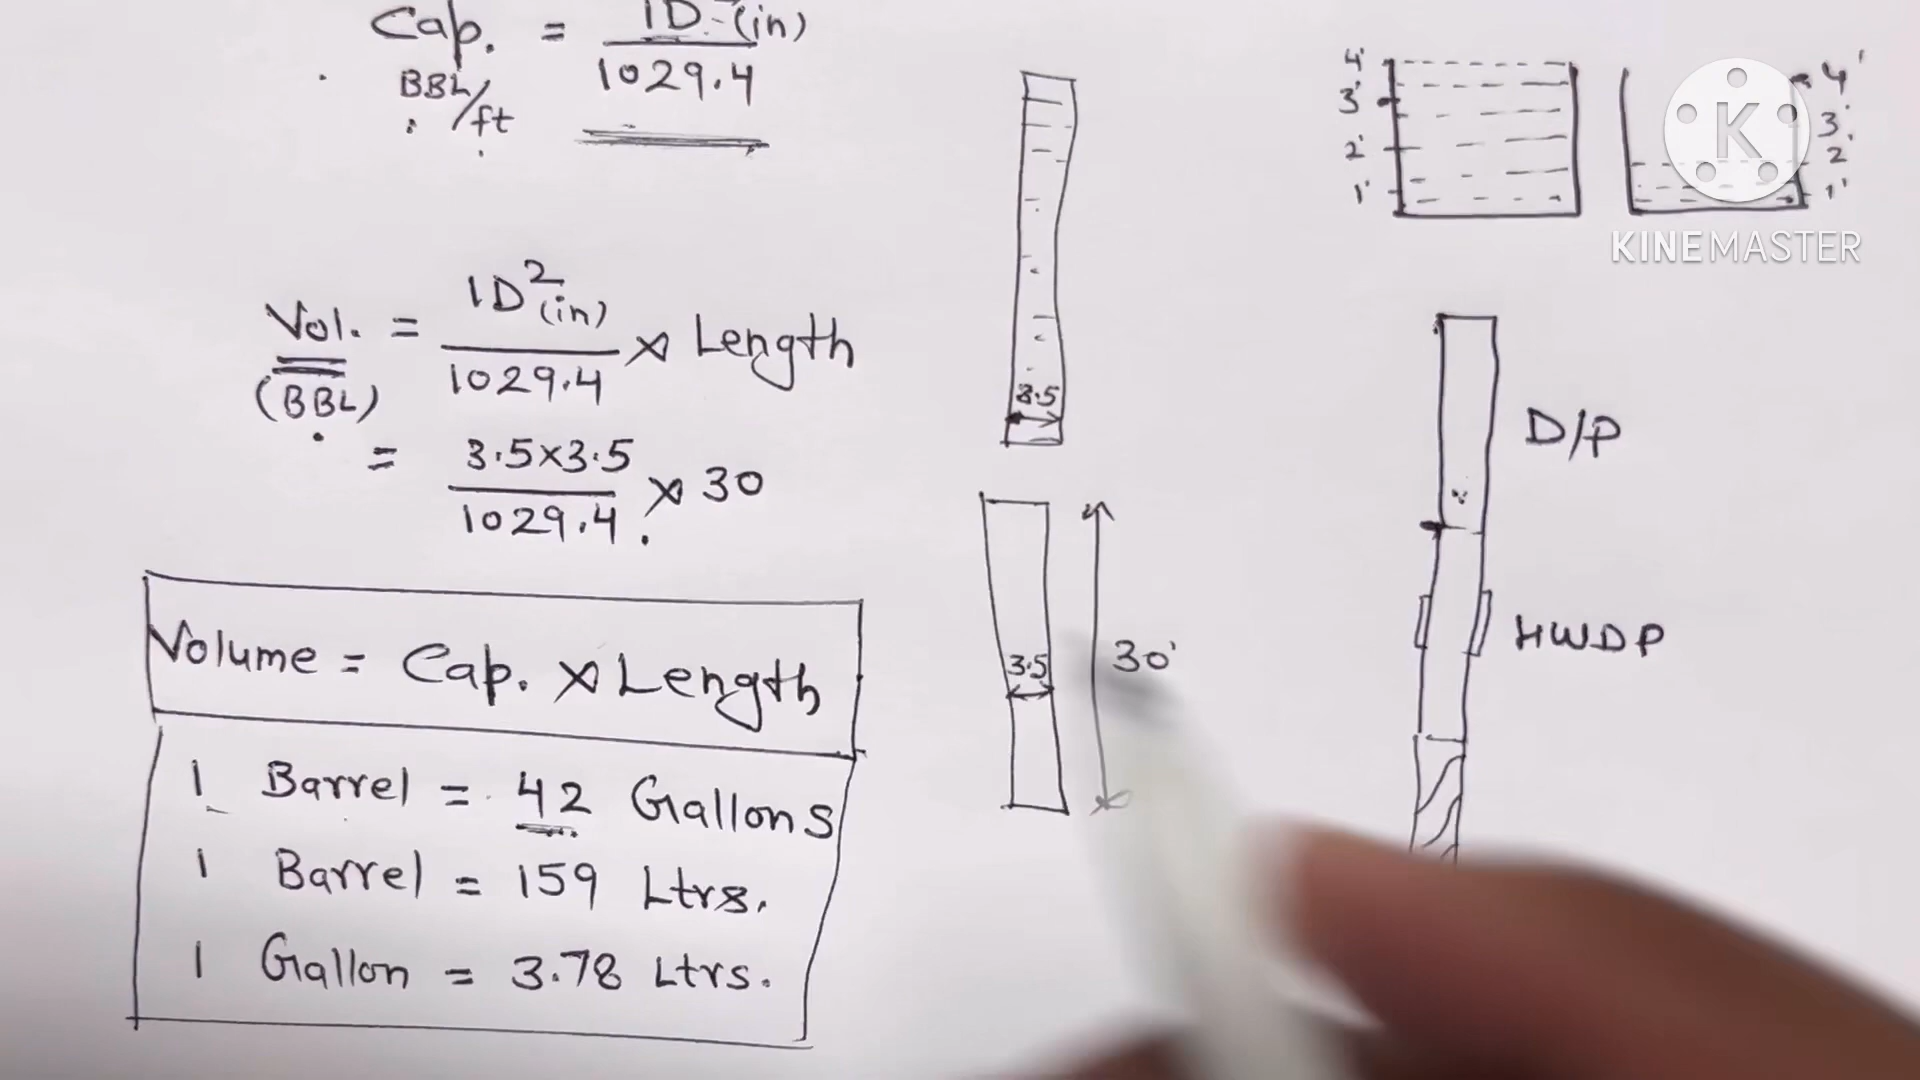 Cap. = ID (in)
BBL/ft 1029.4
Vol. = ID²(in) × Length
(BBL) 1029.4
= 3.5×3.5 × 30
1029.4
Volume = Cap. × Length
1 Barrel = 42 Gallons
1 Barrel = 159 Ltrs.
1 Gallon = 3.78 Ltrs.
3.5
3.5
30'
4'
3'
2'
1'
4'
3'
2'
1'
K
KINEMASTER
D/P
HWDP